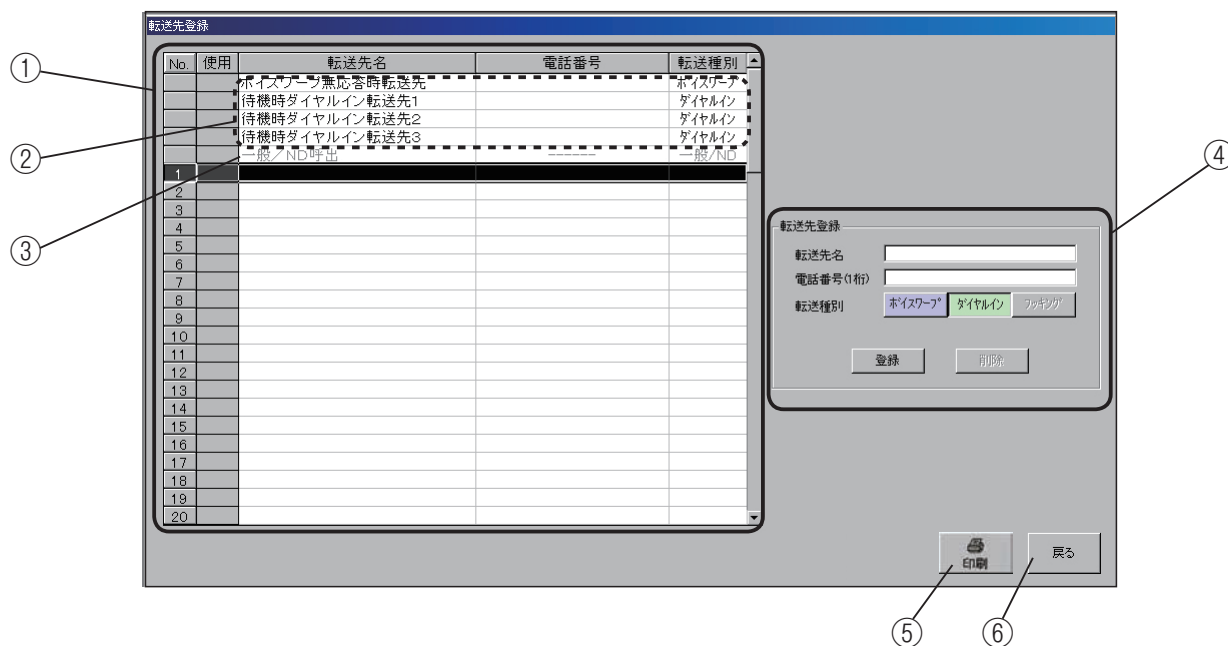 転送先登録
①
No. 使用 転送先名 電話番号 転送種別
ボイスワープ無応答時転送先 ボイスワープ
待機時ダイヤルイン転送先1 ダイヤルイン
②
待機時ダイヤルイン転送先2 ダイヤルイン
待機時ダイヤルイン転送先3 ダイヤルイン
③
一般／ND呼出 ------ 一般/ND
1
2
3
4
5
6
7
8
9
10
11
12
13
14
15
16
17
18
19
20
④
転送先登録
転送先名
電話番号(1桁)
転送種別 ボイスワープ ダイヤルイン フッキング
登録 削除
印刷 戻る
⑤ ⑥